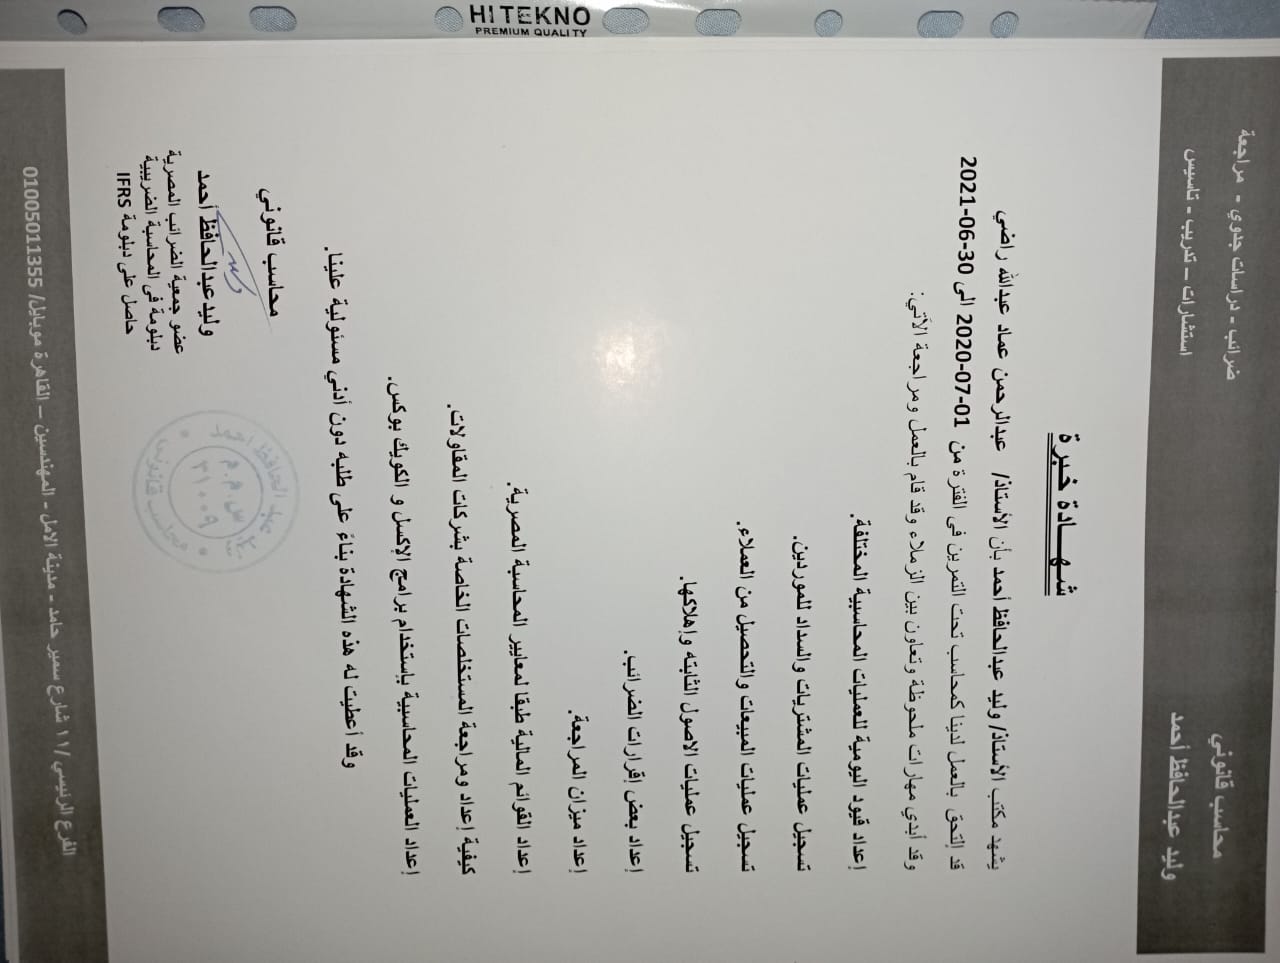 محاسب قانوني
وليد عبدالحافظ أحمد
ضرائب - دراسات جدوي - مراجعة
استشارات – تدريب - تاسيس
شهـــادة خبرة
يشهد مكتب الأستاذ/ وليد عبدالحافظ أحمد بأن الأستاذ/ عبدالرحمن عماد عبدالله راضي
قد إلتحق بالعمل لدينا كمحاسب تحت التمرين فى الفترة من 01-07-2020 الى 30-06-2021
وقد أبدي مهارات ملحوظة وتعاون بين الزملاء وقد قام بالعمل ومراجعة الآتي:
إعداد قيود اليومية للعمليات المحاسبية المختلفة.
تسجيل عمليات المشتريات والسداد للموردين.
تسجيل عمليات المبيعات والتحصيل من العملاء.
تسجيل عمليات الاصول الثابته وإهلاكها.
إعداد بعض إقرارات الضرائب.
إعداد ميزان المراجعة.
إعداد القوائم المالية طبقا لمعايير المحاسبة المصرية.
كيفية إعداد ومراجعة المستخلصات الخاصة بشركات المقاولات.
إعداد العمليات المحاسبية بإستخدام برامج الإكسل و الكويك بوكس.
وقد أعطيت له هذه الشهادة بناءً على طلبه دون أدني مسئولية علينا.
محاسب قانوني
وليد
وليدعبدالحافظ أحمد
عضو جمعية الضرائب المصرية
دبلومة فى المحاسبة الضريبية
حاصل على دبلومة IFRS
وليد عبد الحافظ احمد
س.م.م
٣١٠٠٩
محاسب قانونى
الفرع الرئيسي /١١ شارع سمير حامد - مدينة الامل - المهندسين – القاهرة موبايل/ 01005011355
HITEKNO
PREMIUM QUALITY